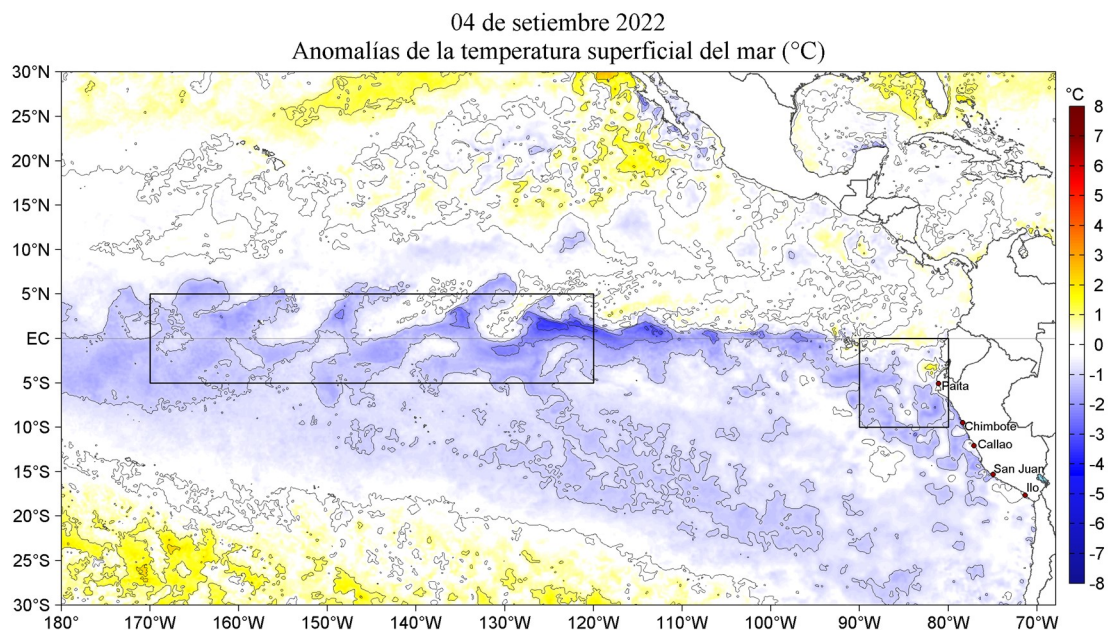 04 de setiembre 2022
Anomalías de la temperatura superficial del mar (°C)
30°N
25°N
20°N
15°N
10°N
5°N
EC
5°S
10°S
15°S
20°S
25°S
30°S
180
170°W
160°W
150°W
140°W
130°W
120°W
110°W
100°W
90°W
80°W
70°W
Paita
Chimbote
Callao
San Juan
Ilo
°C
8
7
6
5
4
3
2
1
0
-1
-2
-3
-4
-5
-6
-7
-8